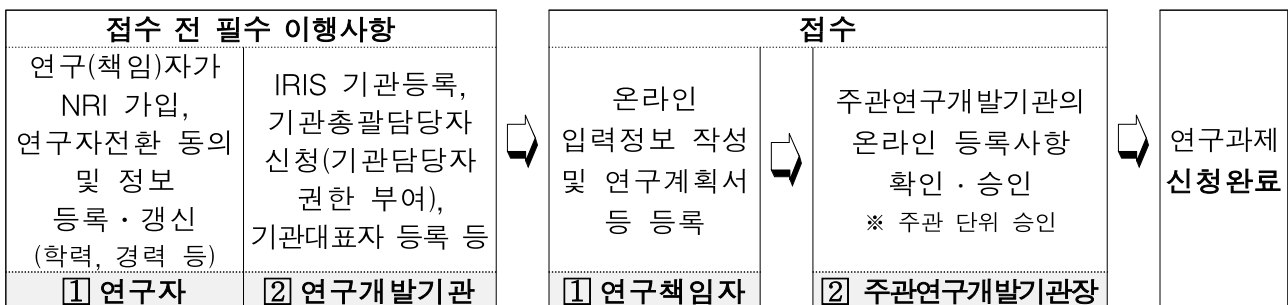 접수 전 필수 이행사항
연구(책임)자가
NRI 가입,
연구자전환 동의
및 정보
등록·갱신
(학력, 경력 등)
1 연구자
IRIS 기관등록,
기관총괄담당자
신청(기관담당자
권한 부여),
기관대표자 등록 등
2 연구개발기관
접수
온라인
입력정보 작성
및 연구계획서
등 등록
1 연구책임자
주관연구개발기관의
온라인 등록사항
확인·승인
※ 주관 단위 승인
2 주관연구개발기관장
연구과제
신청완료